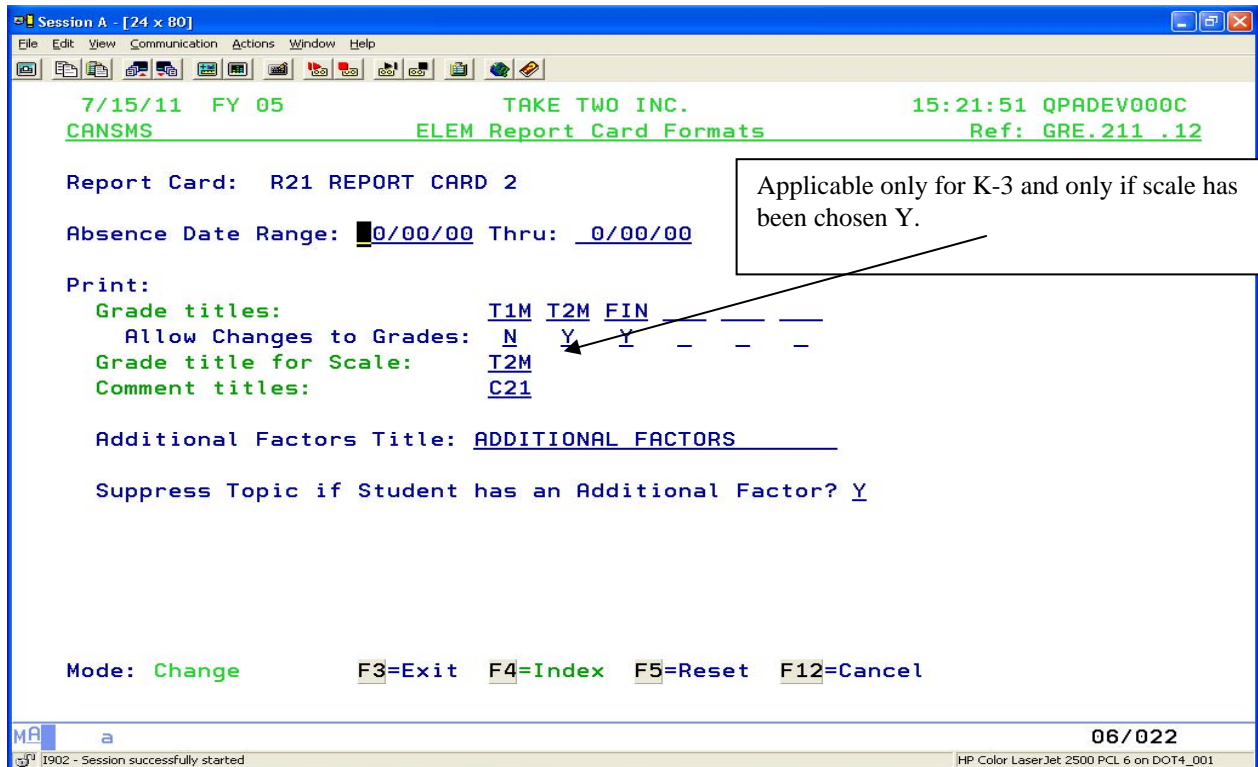 Session A - [24 x 80]
File Edit View Communication Actions Window Help
7/15/11 FY 05 TAKE TWO INC. 15:21:51 QPADEV000C
CANSMS ELEM Report Card Formats Ref: GRE.211 .12
Report Card: R21 REPORT CARD 2
Applicable only for K-3 and only if scale has
been chosen Y.
Absence Date Range: 0/00/00 Thru: 0/00/00
Print:
Grade titles: T1M T2M FIN ___ ___ ___
Allow Changes to Grades: N Y Y _ _ _
Grade title for Scale: T2M
Comment titles: C21
Additional Factors Title: ADDITIONAL FACTORS
Suppress Topic if Student has an Additional Factor? Y
Mode: Change F3=Exit F4=Index F5=Reset F12=Cancel
MA a 06/022
I902 - Session successfully started HP Color LaserJet 2500 PCL 6 on DOT4_001